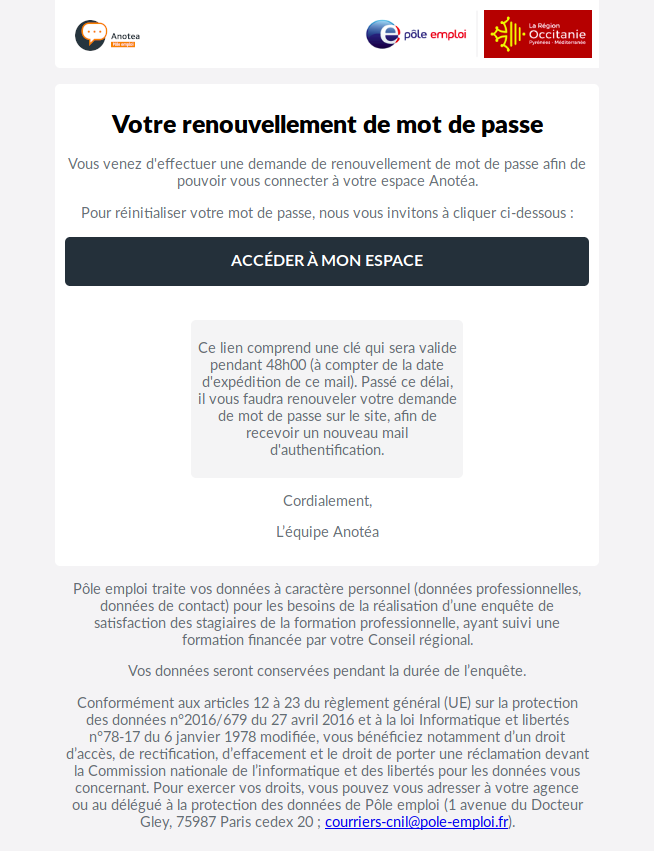 Anotea
Pôle emploi
pôle emploi
La Région
Occitanie
Pyrénées - Méditerranée
Votre renouvellement de mot de passe
Vous venez d'effectuer une demande de renouvellement de mot de passe afin de
pouvoir vous connecter à votre espace Anotéa.
Pour réinitialiser votre mot de passe, nous vous invitons à cliquer ci-dessous :
ACCÉDER À MON ESPACE
Ce lien comprend une clé qui sera valide
pendant 48h00 (à compter de la date
d'expédition de ce mail). Passé ce délai,
il vous faudra renouveler votre demande
de mot de passe sur le site, afin de
recevoir un nouveau mail
d'authentification.
Cordialement,
L’équipe Anotéa
Pôle emploi traite vos données à caractère personnel (données professionnelles,
données de contact) pour les besoins de la réalisation d’une enquête de
satisfaction des stagiaires de la formation professionnelle, ayant suivi une
formation financée par votre Conseil régional.
Vos données seront conservées pendant la durée de l’enquête.
Conformément aux articles 12 à 23 du règlement général (UE) sur la protection
des données n°2016/679 du 27 avril 2016 et à la loi Informatique et libertés
n°78-17 du 6 janvier 1978 modifiée, vous bénéficiez notamment d’un droit
d’accès, de rectification, d’effacement et le droit de porter une réclamation devant
la Commission nationale de l’informatique et des libertés pour les données vous
concernant. Pour exercer vos droits, vous pouvez vous adresser à votre agence
ou au délégué à la protection des données de Pôle emploi (1 avenue du Docteur
Gley, 75987 Paris cedex 20 ; courriers-cnil@pole-emploi.fr).